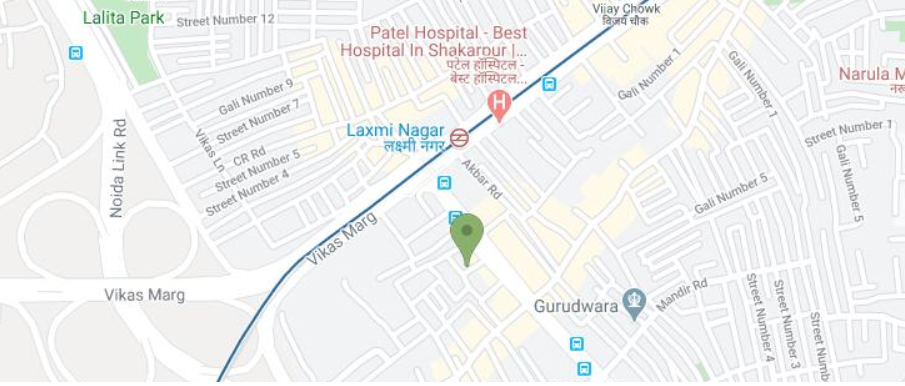 Lalita Park
Street Number 12
Vijay Chowk
विजय चौक
Patel Hospital - Best
Hospital In Shakarpur |...
पटेल हॉस्पिटल -
बेस्ट हॉस्पिटल...
Gali Number 1
Gali Number 1
Narula M
Gali Number 9
Street Number 7
Street Number 1
Laxmi Nagar
लक्ष्मी नगर
Vikas Ln
CR Rd
Street Number 5
Street Number 4
Noida Link Rd
Akbar Rd
Gali Number 5
Gali Number 5
Vikas Marg
Vikas Marg
Gurudwara
Mandir Rd
Street Number 4
Street Number 3
Street Numb
H